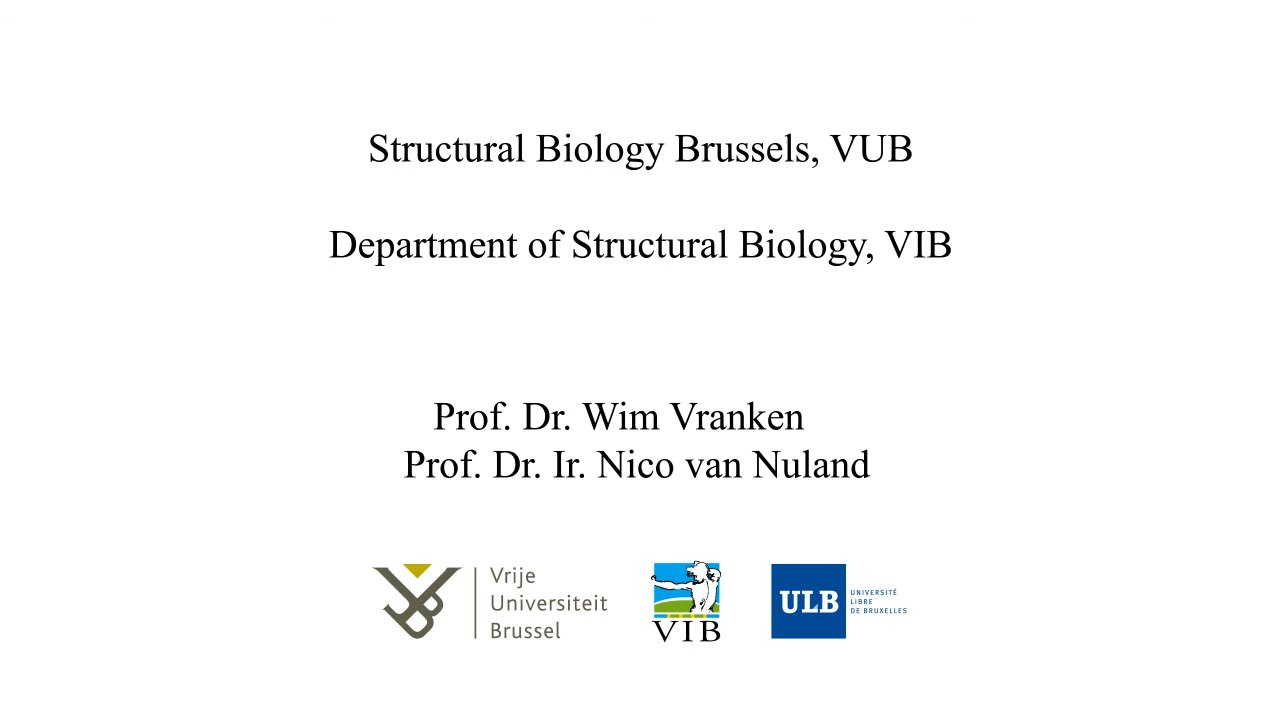 Structural Biology Brussels, VUB
Department of Structural Biology, VIB
Prof. Dr. Wim Vranken
Prof. Dr. Ir. Nico van Nuland
Vrije
Universiteit
Brussel
VIB
ULB
UNIVERSITÉ
LIBRE
DE BRUXELLES